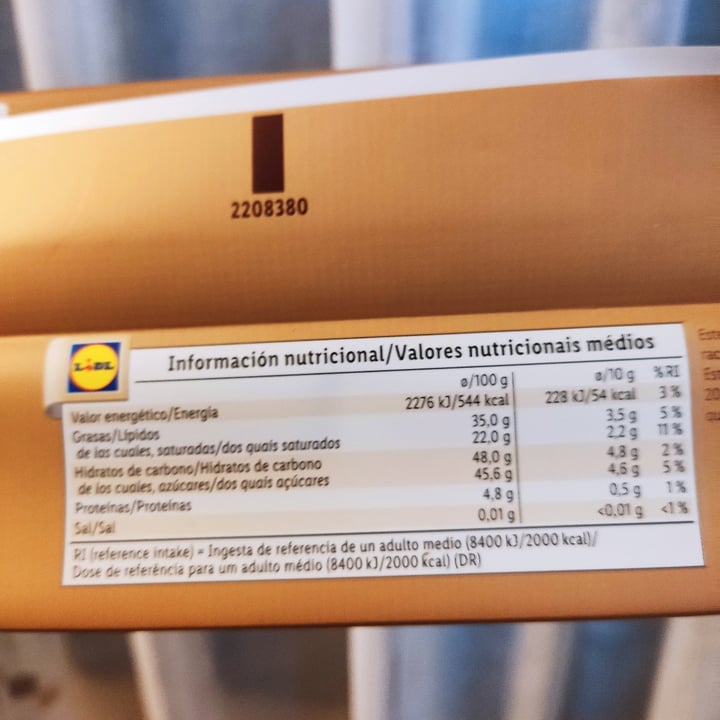 2208380
LIDL
Información nutricional/Valores nutricionais médios
ø/100 g ø/10 g %RI
Valor energético/Energia 2276 kJ/544 kcal 228 kJ/54 kcal 3%
Grasas/Lípidos 35,0 g 3,5 g 5%
de las cuales, saturadas/dos quais saturados 22,0 g 2,2 g 11%
Hidratos de carbono/Hidratos de carbono 48,0 g 4,8 g 2%
de los cuales, azúcares/dos quais açúcares 45,6 g 4,6 g 5%
Proteínas/Proteínas 4,8 g 0,5 g 1%
Sal/Sal 0,01 g <0,01 g <1%
RI (reference intake) = Ingesta de referencia de un adulto medio (8400 kJ/2000 kcal)/
Dose de referência para um adulto médio (8400 kJ/2000 kcal) (DR)